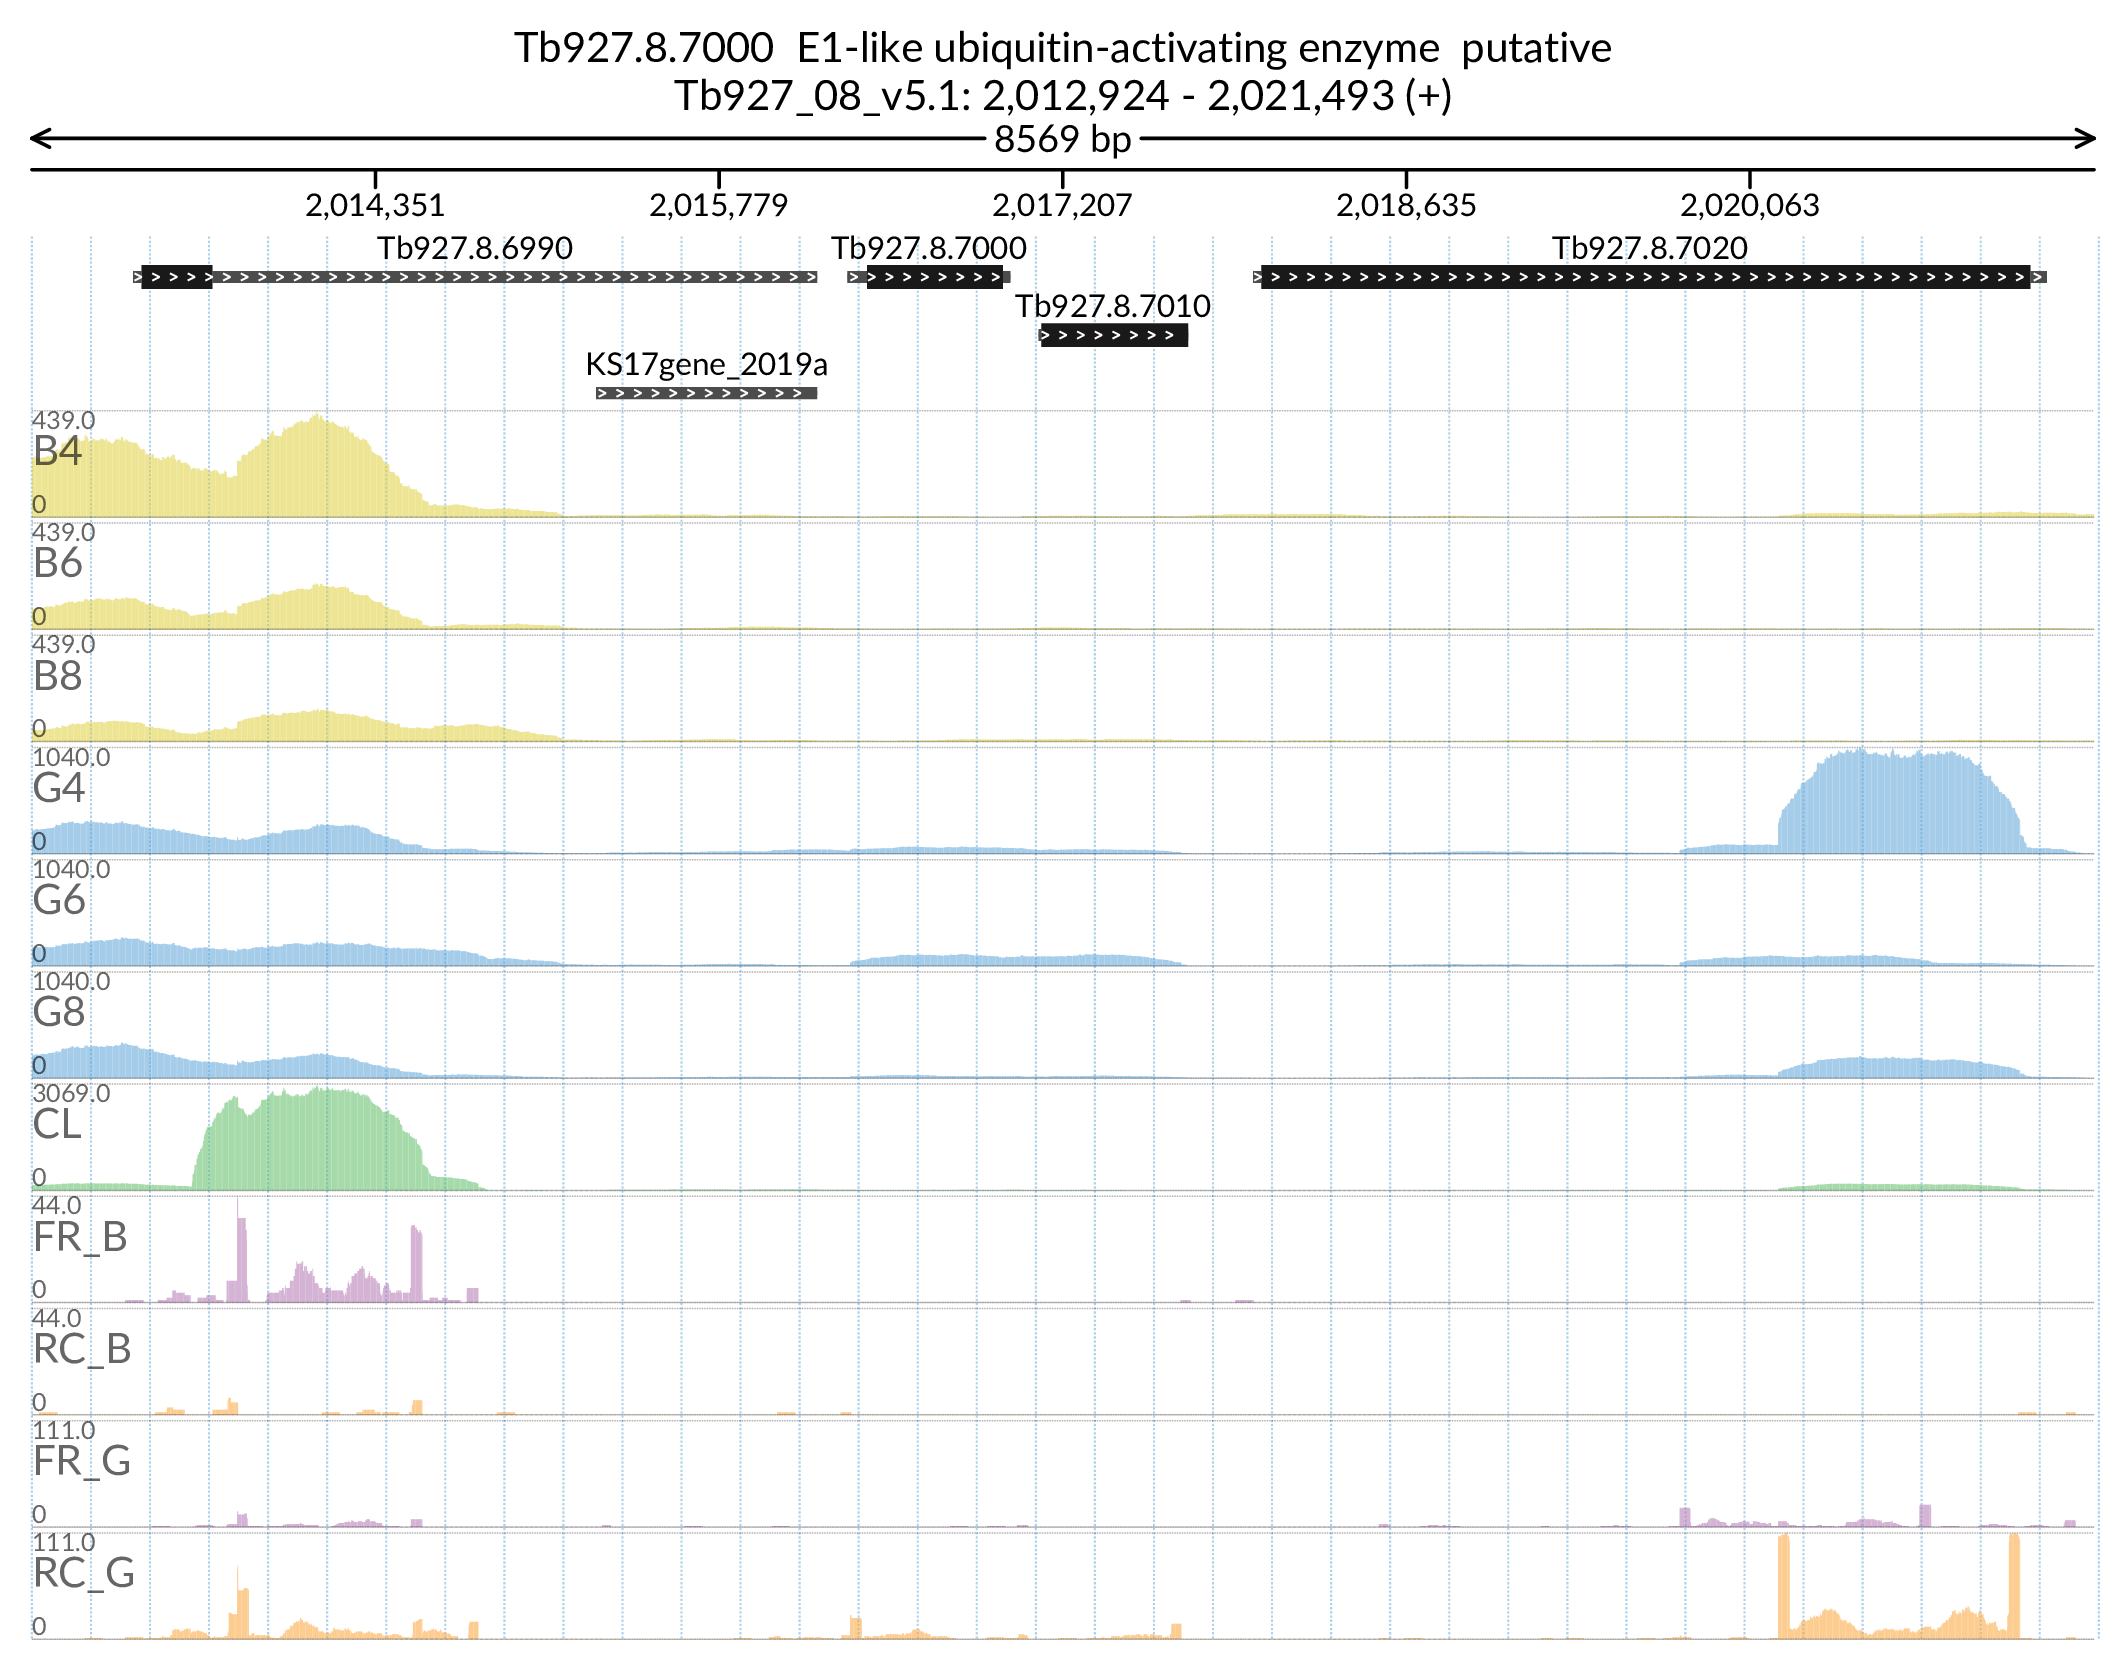 Tb927.8.7000  E1-like ubiquitin-activating enzyme  putative
Tb927_08_v5.1: 2,012,924 - 2,021,493 (+)
8569 bp
2,014,351 2,015,779 2,017,207 2,018,635 2,020,063
Tb927.8.6990 Tb927.8.7000 Tb927.8.7020
Tb927.8.7010
KS17gene_2019a
439.0
B4
0
439.0
B6
0
439.0
B8
0
1040.0
G4
0
1040.0
G6
0
1040.0
G8
0
3069.0
CL
0
44.0
FR_B
0
44.0
RC_B
0
111.0
FR_G
0
111.0
RC_G
0